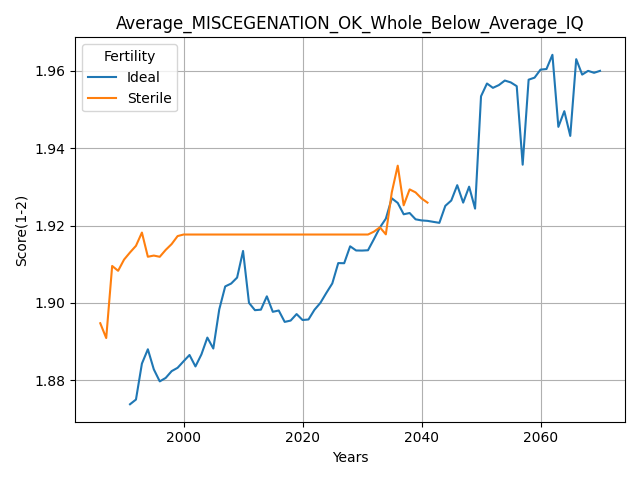 Average_MISCEGENATION_OK_Whole_Below_Average_IQ
Fertility
Ideal
Sterile
1.96
1.94
1.92
1.90
1.88
Score(1-2)
2000
2020
2040
2060
Years